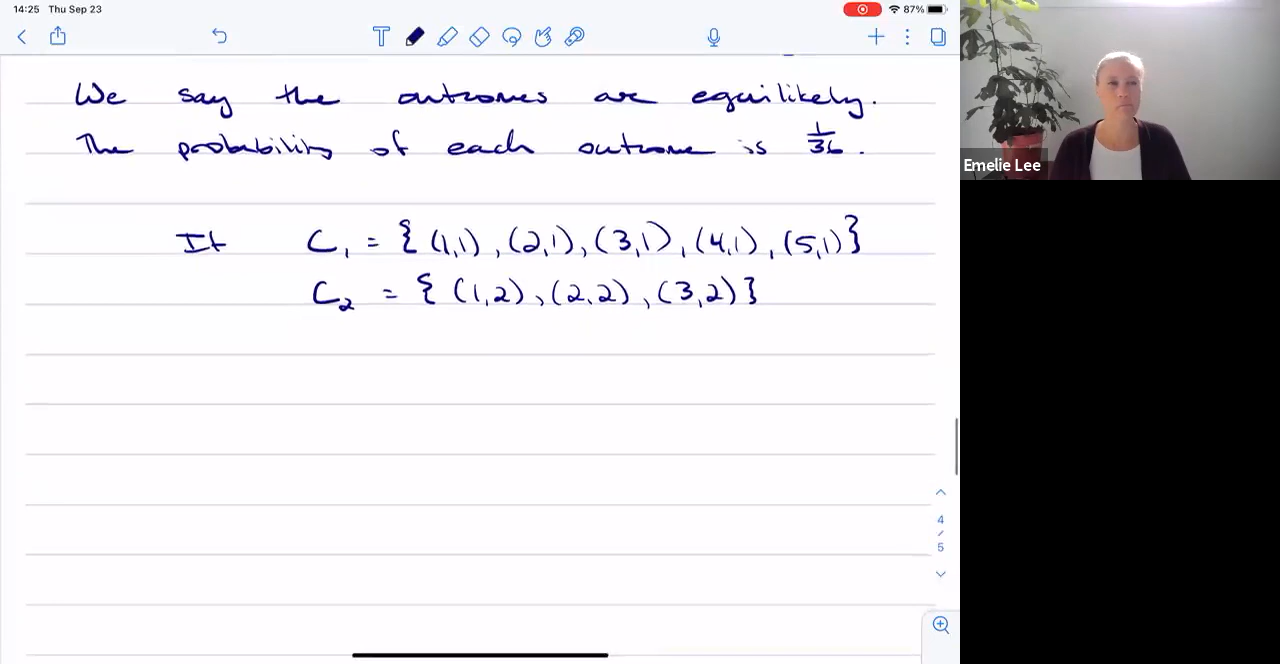 14:25 Thu Sep 23
87%
We say the outcomes are equilikely.
The probability of each outcome is 1/36.
If C₁ = { (1,1), (2,1), (3,1), (4,1), (5,1) }
C₂ = { (1,2), (2,2), (3,2) }
4
/
5
Emelie Lee